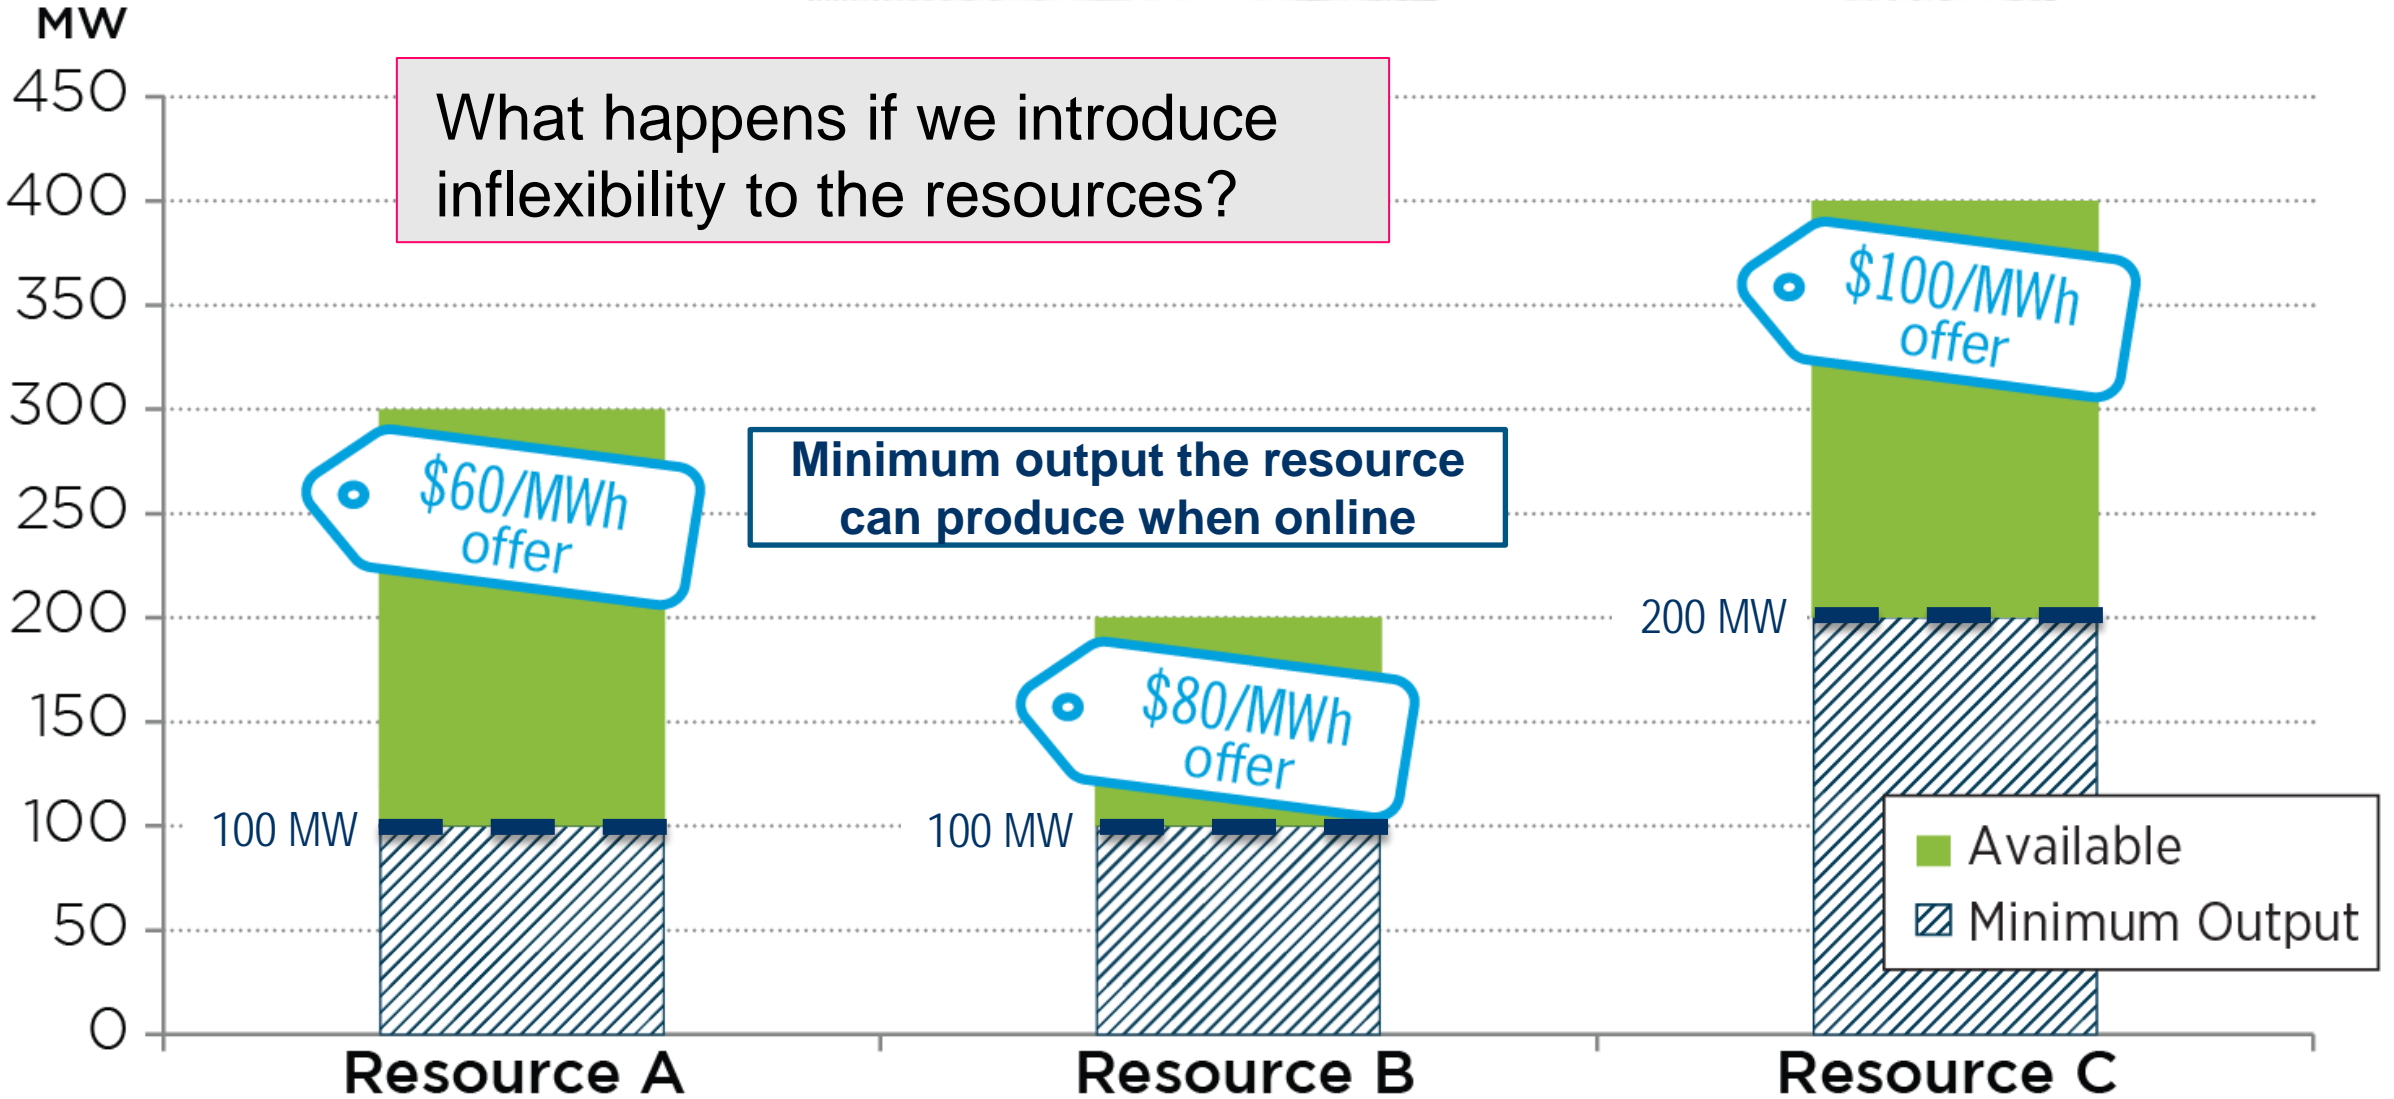 MW
450
400
350
300
250
200
150
100
50
0
What happens if we introduce
inflexibility to the resources?
$60/MWh
offer
Minimum output the resource
can produce when online
$80/MWh
offer
$100/MWh
offer
100 MW
100 MW
200 MW
Available
Minimum Output
Resource A
Resource B
Resource C